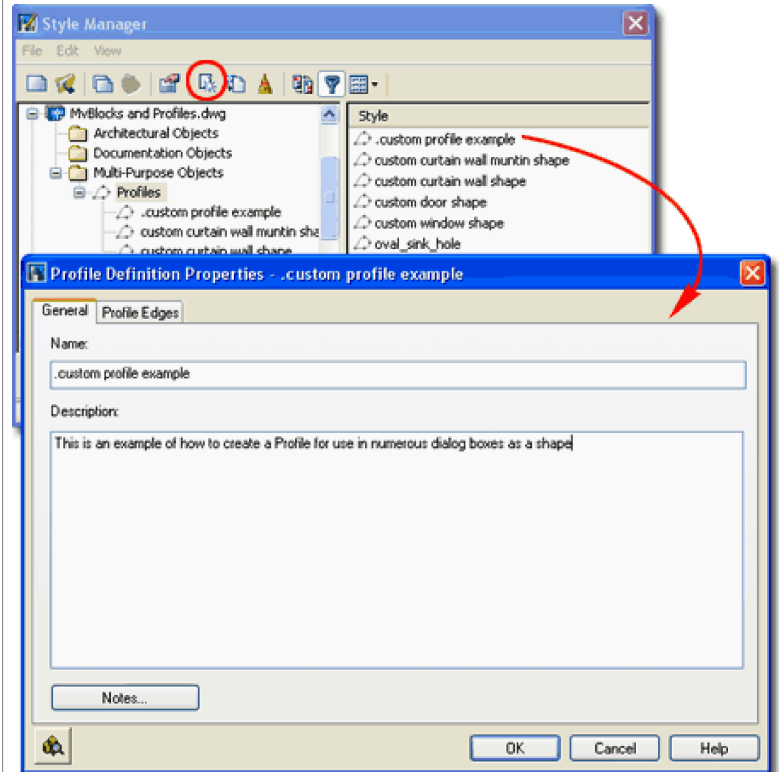 Style Manager
File Edit View
MvBlocks and Profiles.dwg
Architectural Objects
Documentation Objects
Multi-Purpose Objects
Profiles
.custom profile example
custom curtain wall muntin sha
custom curtain wall shape
Style
.custom profile example
custom curtain wall muntin shape
custom curtain wall shape
custom door shape
custom window shape
oval_sink_hole
Profile Definition Properties - .custom profile example
General Profile Edges
Name:
.custom profile example
Description:
This is an example of how to create a Profile for use in numerous dialog boxes as a shape
Notes...
OK Cancel Help